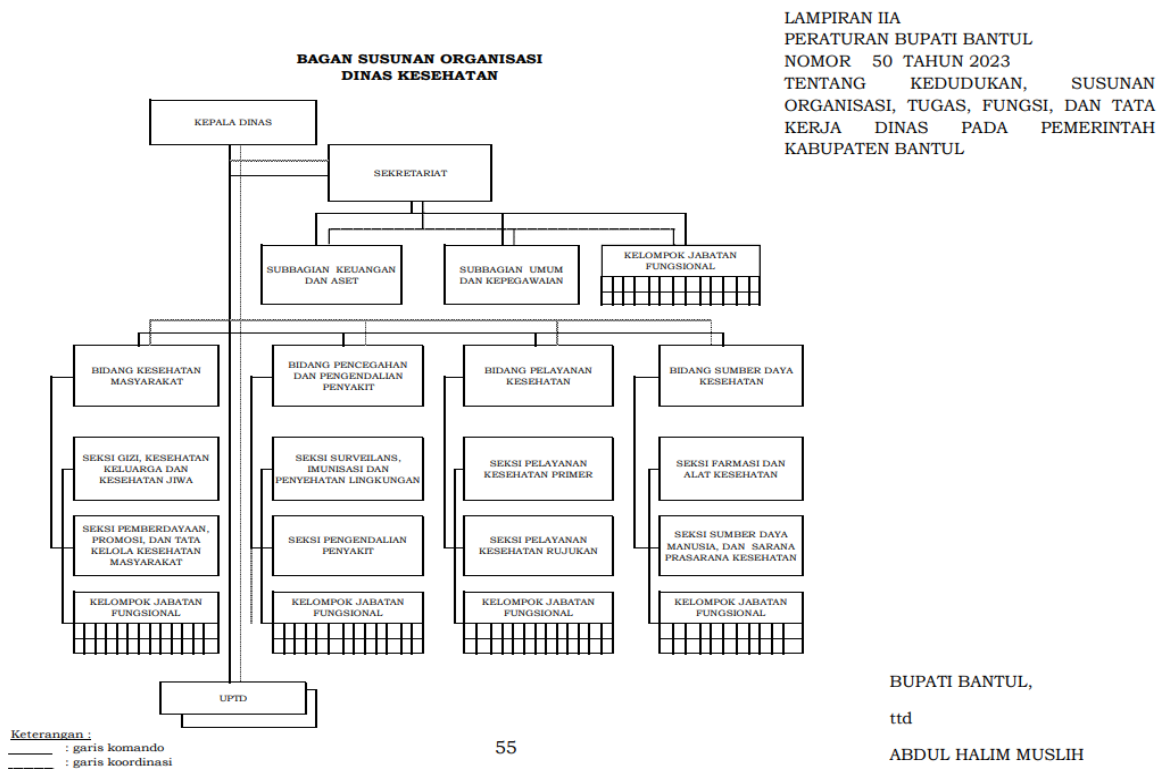 LAMPIRAN IIA
PERATURAN BUPATI BANTUL
NOMOR 50 TAHUN 2023
TENTANG KEDUDUKAN, SUSUNAN
ORGANISASI, TUGAS, FUNGSI, DAN TATA
KERJA DINAS PADA PEMERINTAH
KABUPATEN BANTUL
BAGAN SUSUNAN ORGANISASI
DINAS KESEHATAN
KEPALA DINAS
SEKRETARIAT
SUBBAGIAN KEUANGAN
DAN ASET
SUBBAGIAN UMUM
DAN KEPEGAWAIAN
KELOMPOK JABATAN
FUNGSIONAL
BIDANG KESEHATAN
MASYARAKAT
BIDANG PENCEGAHAN
DAN PENGENDALIAN
PENYAKIT
BIDANG PELAYANAN
KESEHATAN
BIDANG SUMBER DAYA
KESEHATAN
SEKSI GIZI, KESEHATAN
KELUARGA DAN
KESEHATAN JIWA
SEKSI SURVEILANS,
IMUNISASI DAN
PENYEHATAN LINGKUNGAN
SEKSI PELAYANAN
KESEHATAN PRIMER
SEKSI FARMASI DAN
ALAT KESEHATAN
SEKSI PEMBERDAYAAN,
PROMOSI, DAN TATA
KELOLA KESEHATAN
MASYARAKAT
SEKSI PENGENDALIAN
PENYAKIT
SEKSI PELAYANAN
KESEHATAN RUJUKAN
SEKSI SUMBER DAYA
MANUSIA, DAN SARANA
PRASARANA KESEHATAN
KELOMPOK JABATAN
FUNGSIONAL
KELOMPOK JABATAN
FUNGSIONAL
KELOMPOK JABATAN
FUNGSIONAL
KELOMPOK JABATAN
FUNGSIONAL
UPTD
Keterangan :
: garis komando
: garis koordinasi
55
BUPATI BANTUL,
ttd
ABDUL HALIM MUSLIH